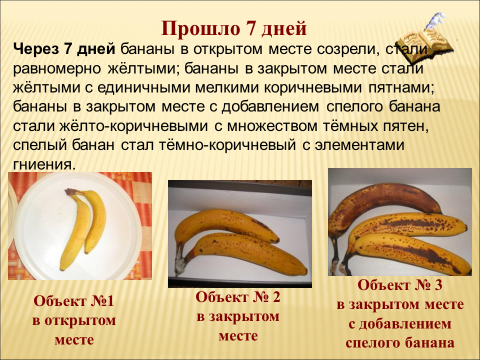 Прошло 7 дней
Через 7 дней бананы в открытом месте созрели, стали
равномерно жёлтыми; бананы в закрытом месте стали
жёлтыми с единичными мелкими коричневыми пятнами;
бананы в закрытом месте с добавлением спелого банана
стали жёлто-коричневыми с множеством тёмных пятен,
спелый банан стал тёмно-коричневый с элементами
гниения.
Объект №1
в открытом
месте
Объект № 2
в закрытом
месте
Объект № 3
в закрытом месте
с добавлением
спелого банана